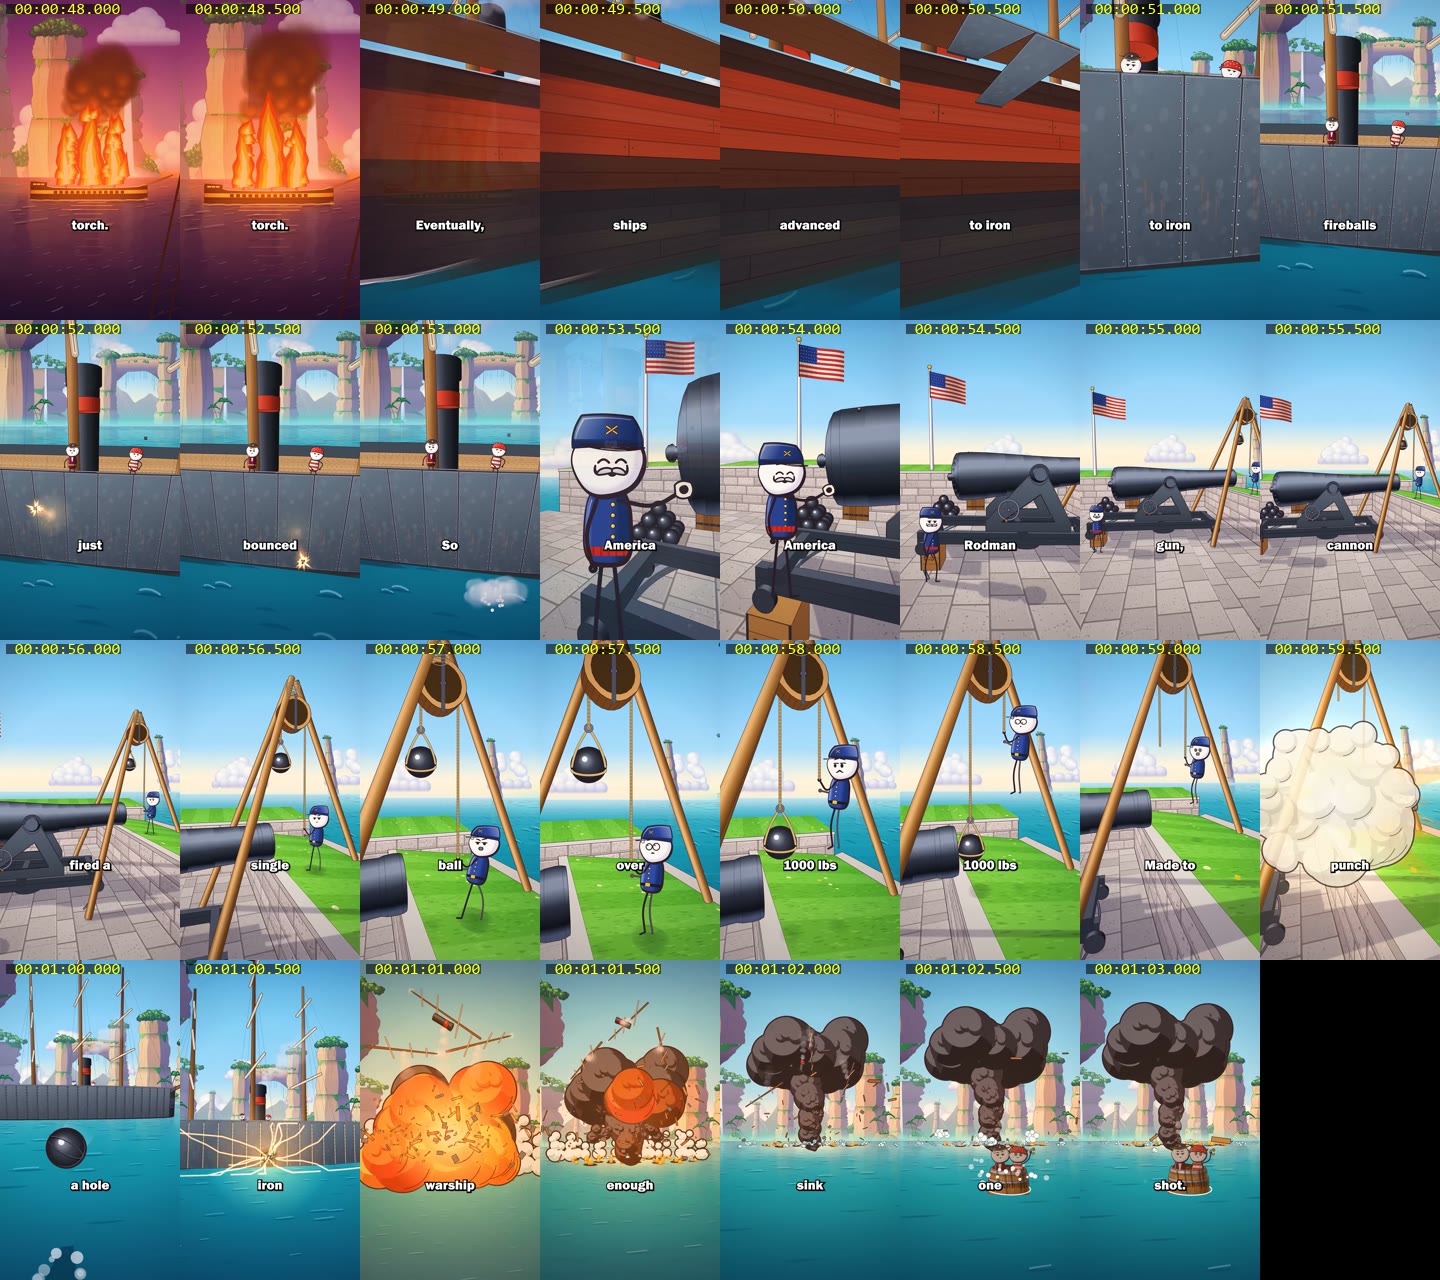 00:00:48.000 00:00:48.500 00:00:49.000 00:00:49.500 00:00:50.000 00:00:50.500 00:00:51.000 00:00:51.500
torch. torch. Eventually, ships advanced to iron to iron fireballs
00:00:52.000 00:00:52.500 00:00:53.000 00:00:53.500 00:00:54.000 00:00:54.500 00:00:55.000 00:00:55.500
just bounced So America America Rodman gun, cannon
00:00:56.000 00:00:56.500 00:00:57.000 00:00:57.500 00:00:58.000 00:00:58.500 00:00:59.000 00:00:59.500
fired a single ball over 1000 lbs 1000 lbs Made to punch
00:01:00.000 00:01:00.500 00:01:01.000 00:01:01.500 00:01:02.000 00:01:02.500 00:01:03.000
a hole iron warship enough sink one shot.